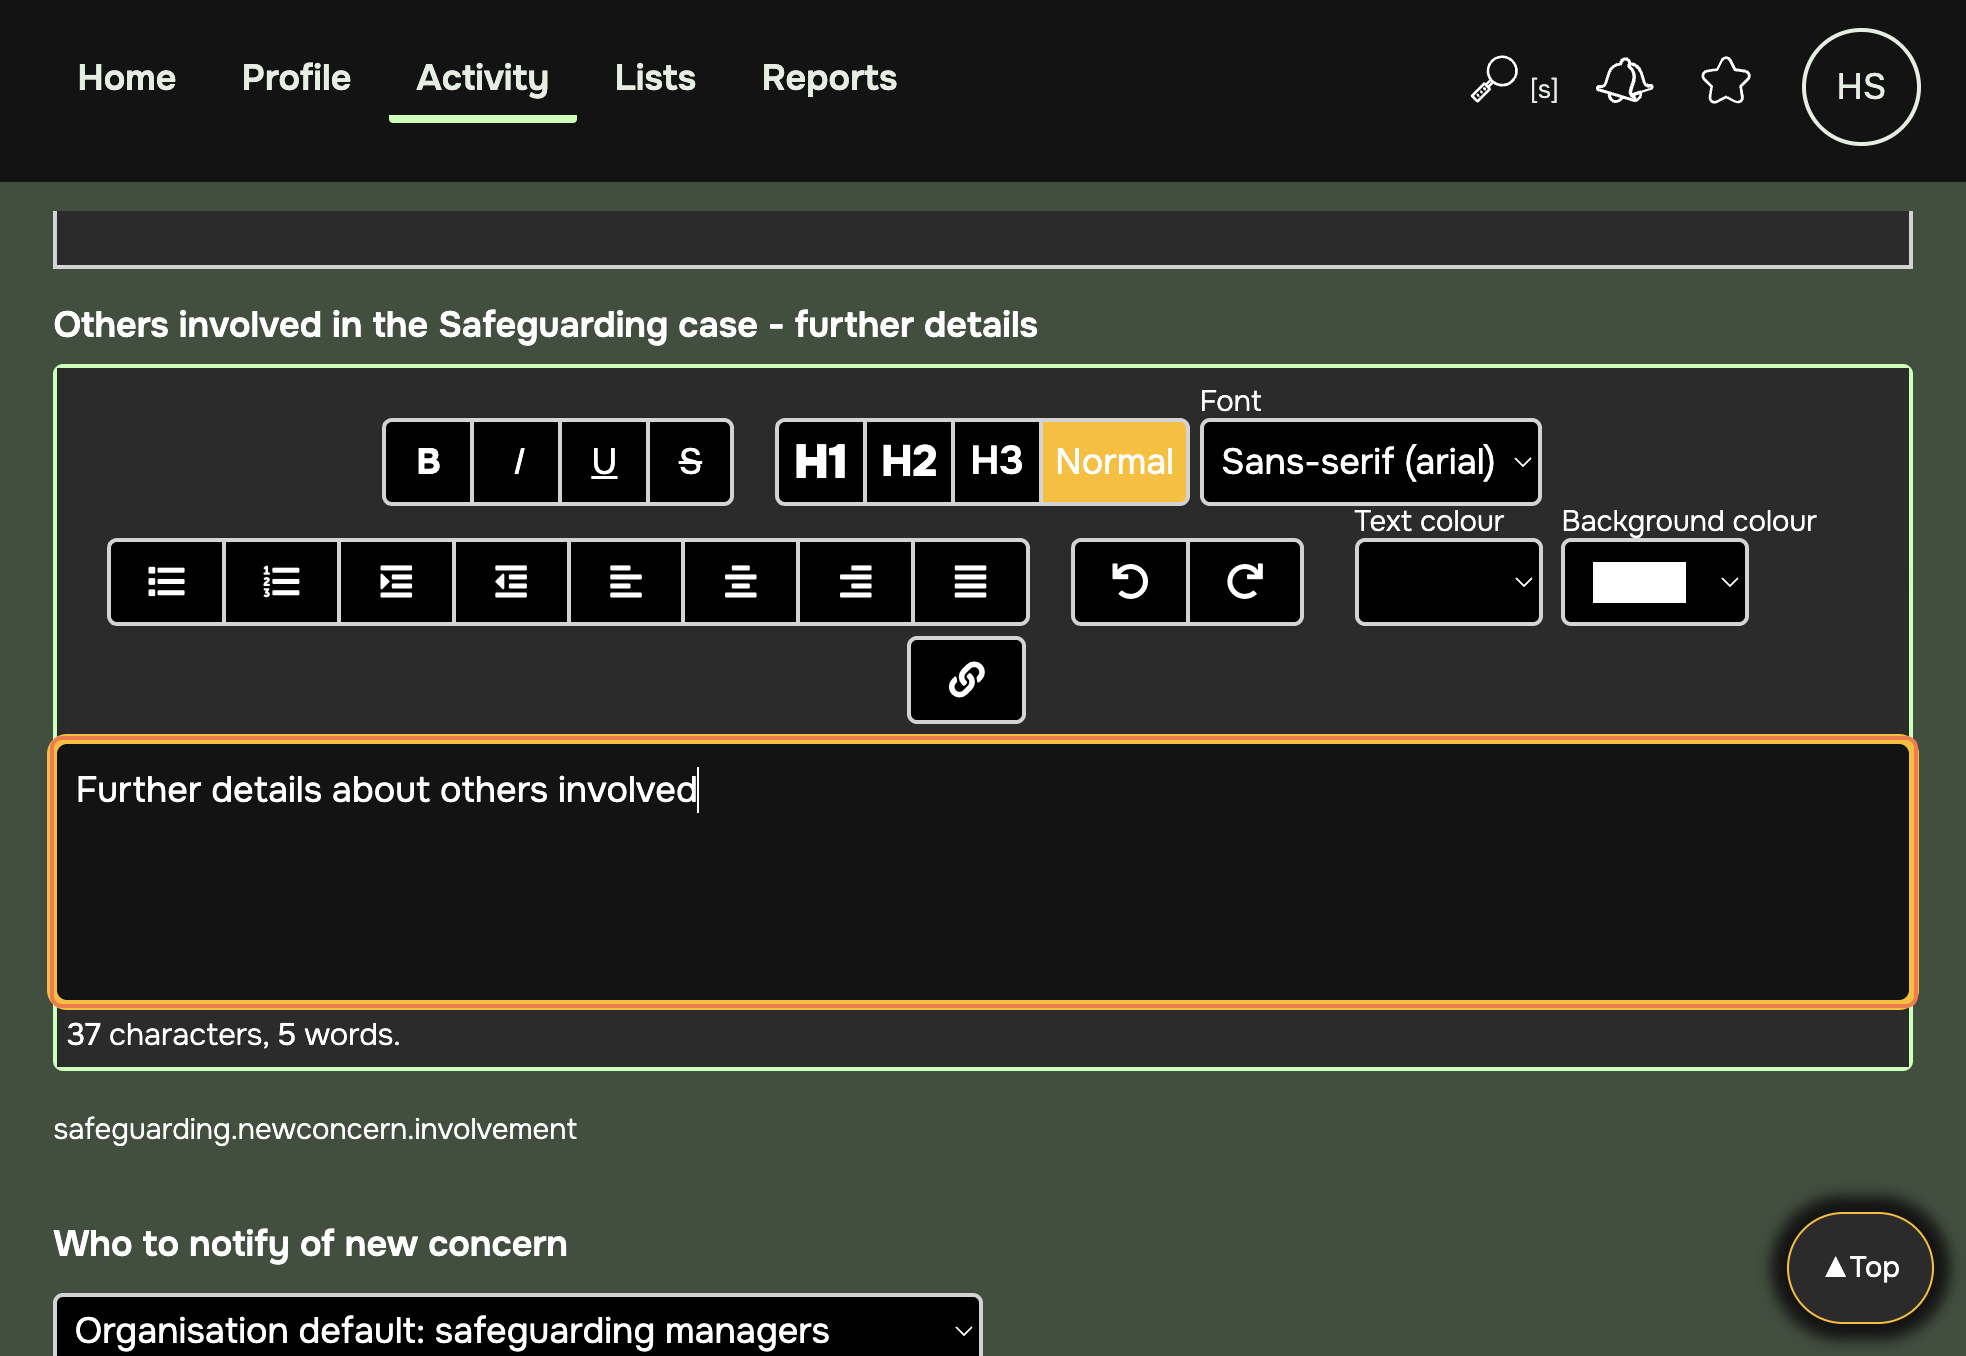 Home Profile Activity Lists Reports [s] HS
Others involved in the Safeguarding case - further details
Font
B I U S H1 H2 H3 Normal Sans-serif (arial)
Text colour Background colour
Further details about others involved
37 characters, 5 words.
safeguarding.newconcern.involvement
Who to notify of new concern
▲Top
Organisation default: safeguarding managers